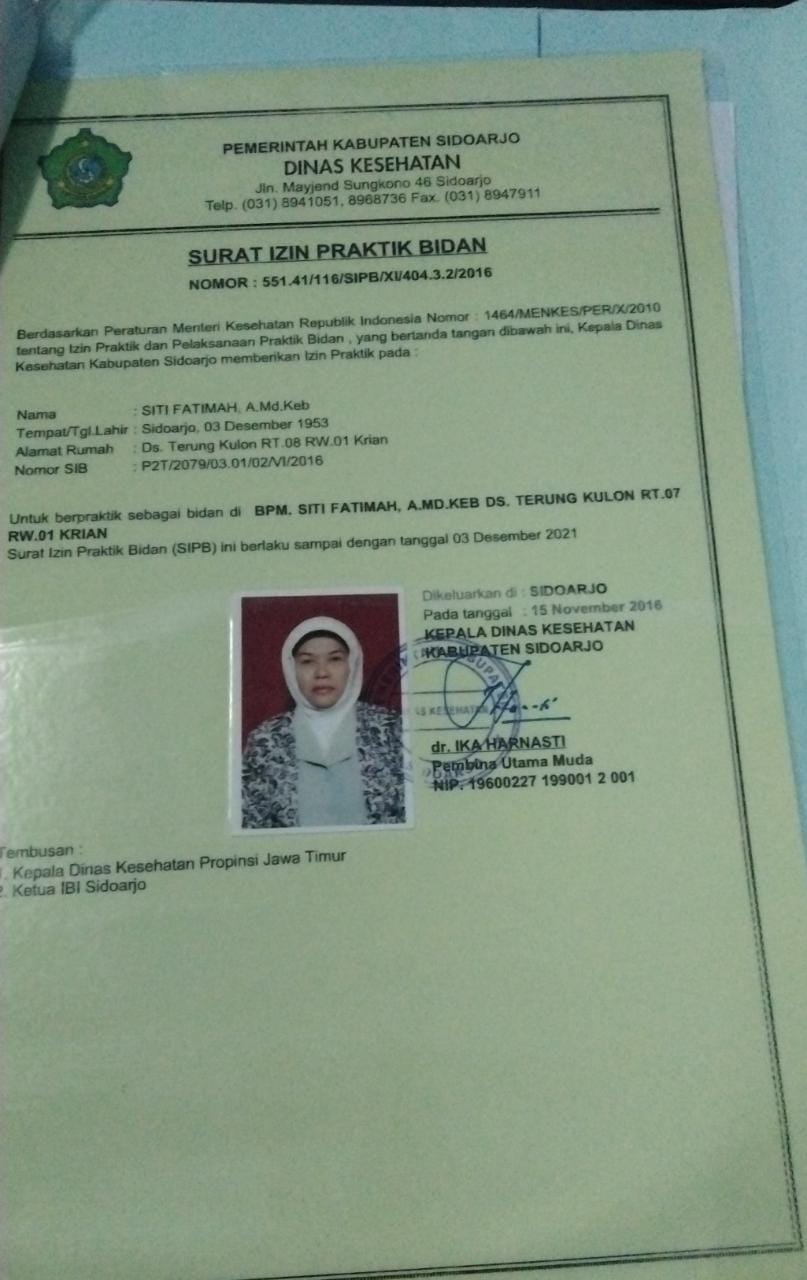 PEMERINTAH KABUPATEN SIDOARJO
DINAS KESEHATAN
Jln. Mayjend Sungkono 46 Sidoarjo
Telp. (031) 8941051, 8968736 Fax. (031) 8947911
SURAT IZIN PRAKTIK BIDAN
NOMOR : 551.41/116/SIPB/XI/404.3.2/2016
Berdasarkan Peraturan Menteri Kesehatan Republik Indonesia Nomor : 1464/MENKES/PER/X/2010
tentang Izin Praktik dan Pelaksanaan Praktik Bidan , yang bertanda tangan dibawah ini, Kepala Dinas
Kesehatan Kabupaten Sidoarjo memberikan Izin Praktik pada :
Nama : SITI FATIMAH, A.Md.Keb
Tempat/Tgl.Lahir : Sidoarjo, 03 Desember 1953
Alamat Rumah : Ds. Terung Kulon RT.08 RW.01 Krian
Nomor SIB : P2T/2079/03.01/02/VI/2016
Untuk berpraktik sebagai bidan di BPM. SITI FATIMAH, A.MD.KEB DS. TERUNG KULON RT.07
RW.01 KRIAN
Surat Izin Praktik Bidan (SIPB) ini berlaku sampai dengan tanggal 03 Desember 2021
Dikeluarkan di : SIDOARJO
Pada tanggal : 15 November 2016
KEPALA DINAS KESEHATAN
KABUPATEN SIDOARJO
dr. IKA HARNASTI
Pembina Utama Muda
NIP. 19600227 199001 2 001
Tembusan :
1. Kepala Dinas Kesehatan Propinsi Jawa Timur
2. Ketua IBI Sidoarjo